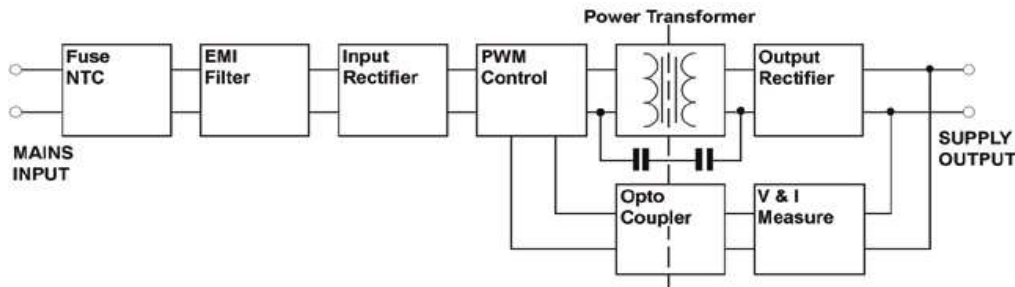 Power Transformer
Fuse
NTC
EMI
Filter
Input
Rectifier
PWM
Control
Output
Rectifier
MAINS
INPUT
SUPPLY
OUTPUT
Opto
Coupler
V & I
Measure